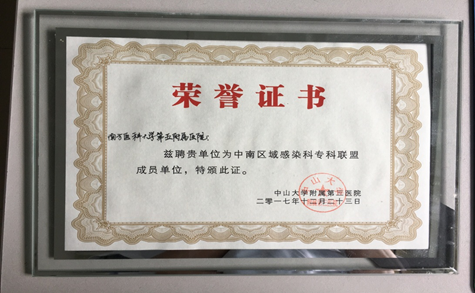 荣誉证书
南方医科大学第五附属医院:
兹聘贵单位为中南区域感染科专科联盟
成员单位，特颁此证。
中山大学附属第三医院
二零一七年十二月二十三日